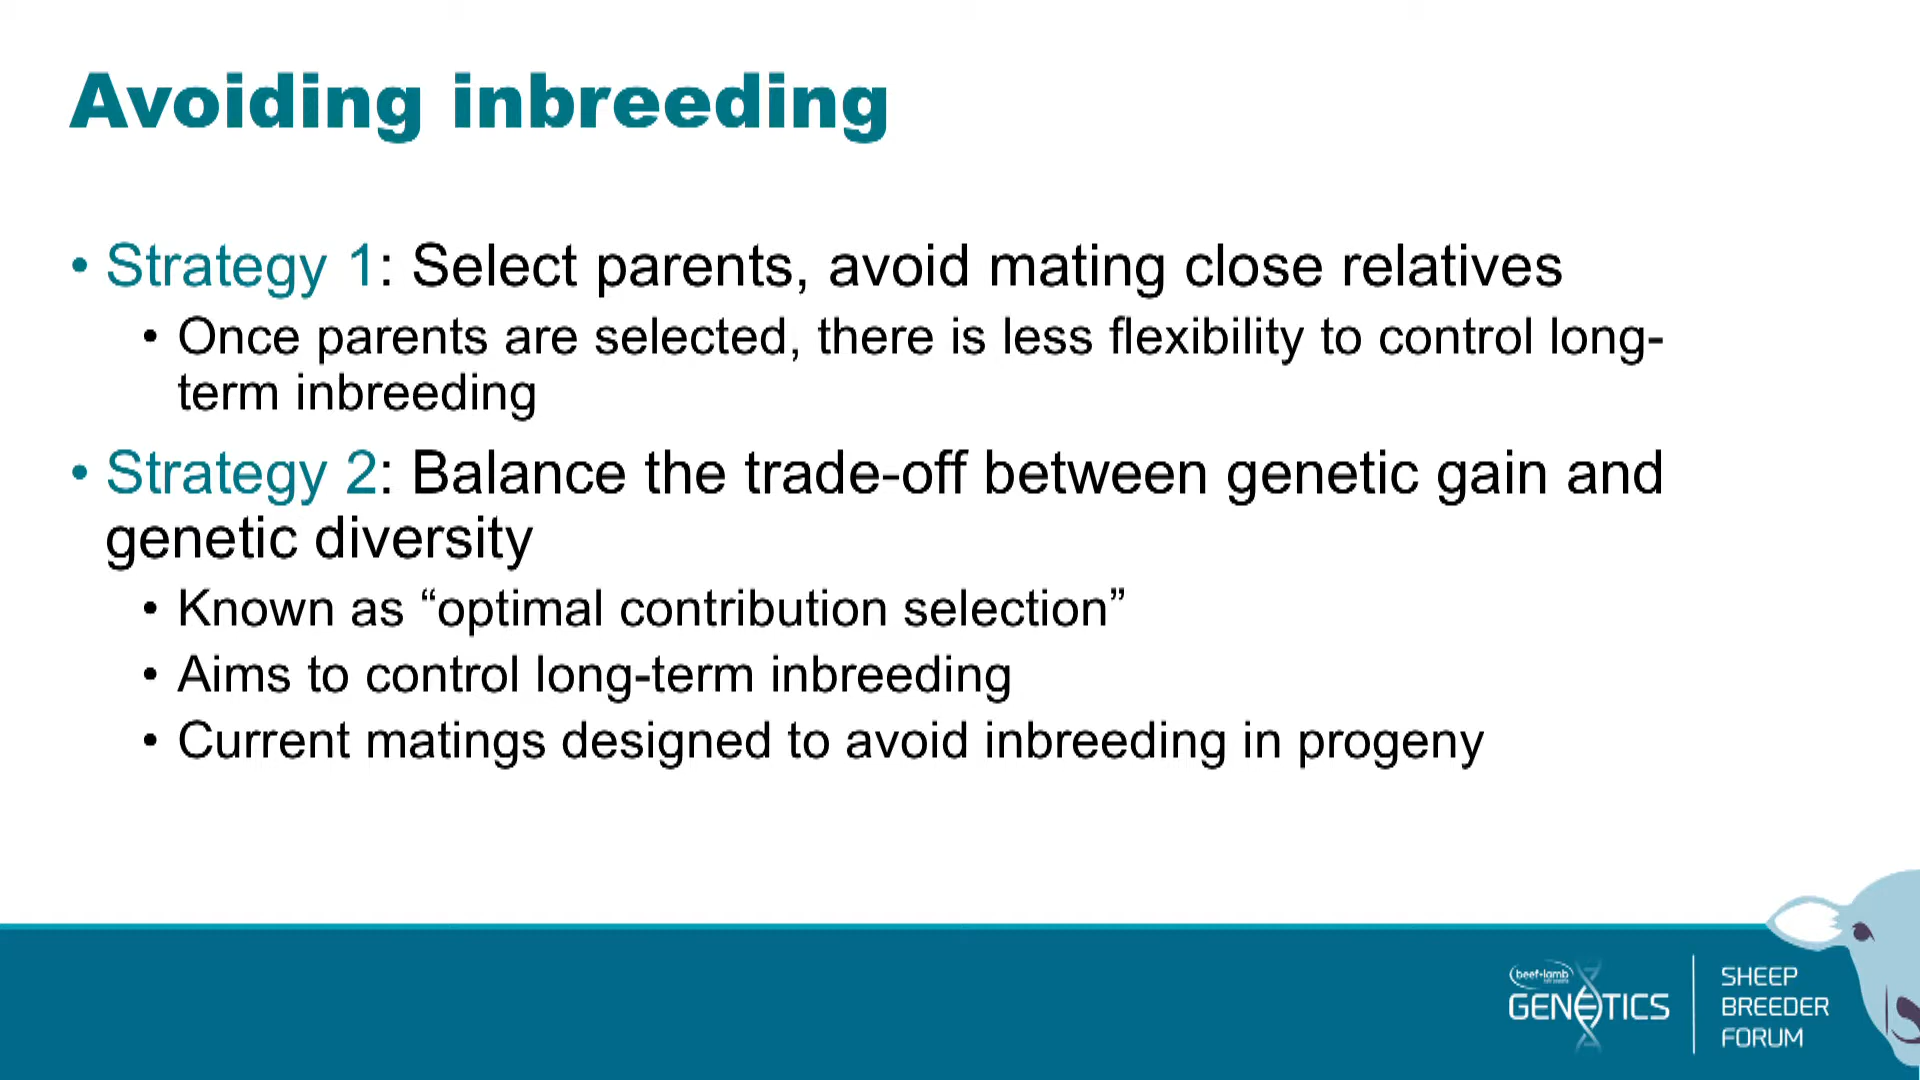 Avoiding inbreeding
• Strategy 1: Select parents, avoid mating close relatives
• Once parents are selected, there is less flexibility to control long-
term inbreeding
• Strategy 2: Balance the trade-off between genetic gain and
genetic diversity
• Known as “optimal contribution selection”
• Aims to control long-term inbreeding
• Current matings designed to avoid inbreeding in progeny
beef+lamb
GENETICS
SHEEP
BREEDER
FORUM